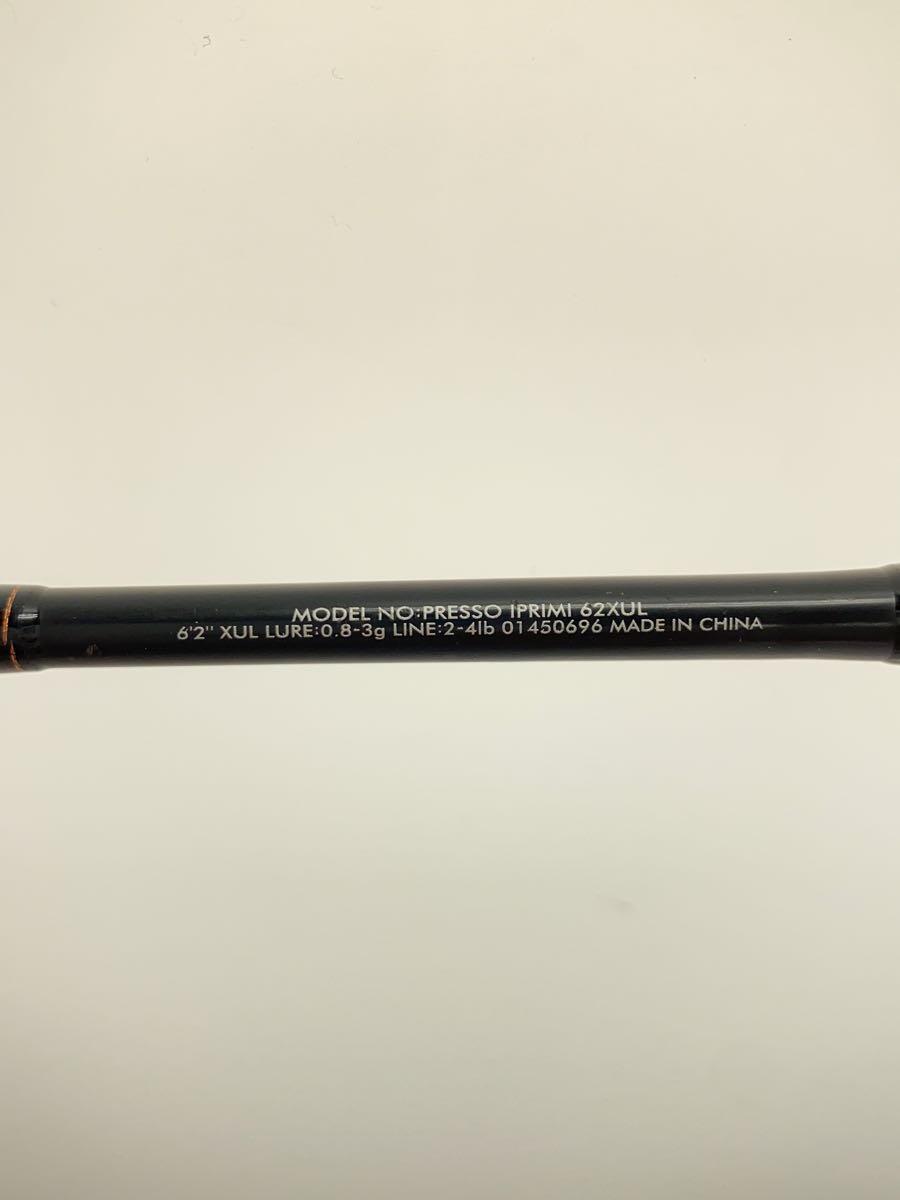 MODEL NO:PRESSO IPRIMI 62XUL
6'2" XUL LURE:0.8-3g LINE:2-4lb 01450696 MADE IN CHINA